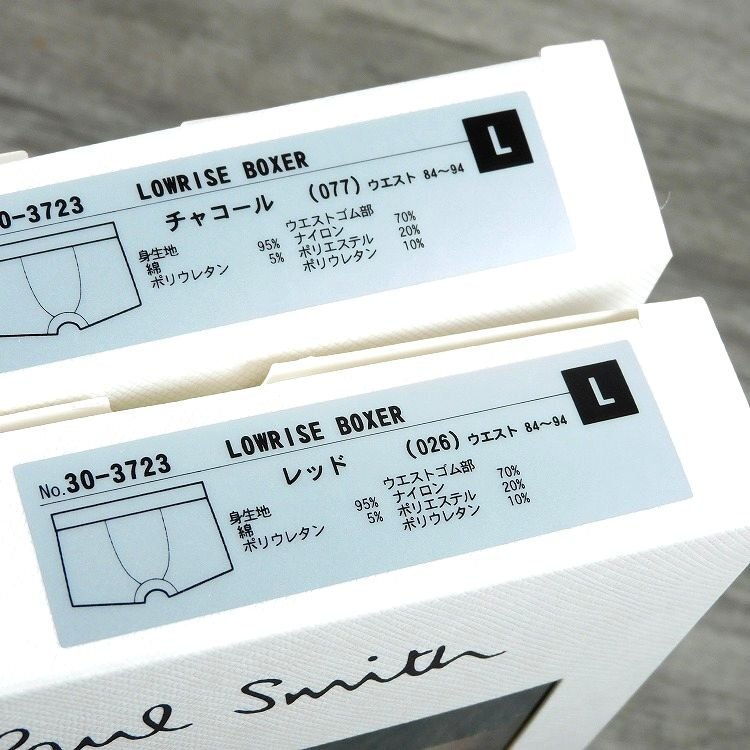 L
LOWRISE BOXER
0-3723
チャコール (077) ウエスト 84〜94
身生地
綿 95%
ポリウレタン 5%
ウエストゴム部
ナイロン 70%
ポリエステル 20%
ポリウレタン 10%
L
LOWRISE BOXER
No.30-3723
レッド (026) ウエスト 84〜94
身生地
綿 95%
ポリウレタン 5%
ウエストゴム部
ナイロン 70%
ポリエステル 20%
ポリウレタン 10%
Paul Smith